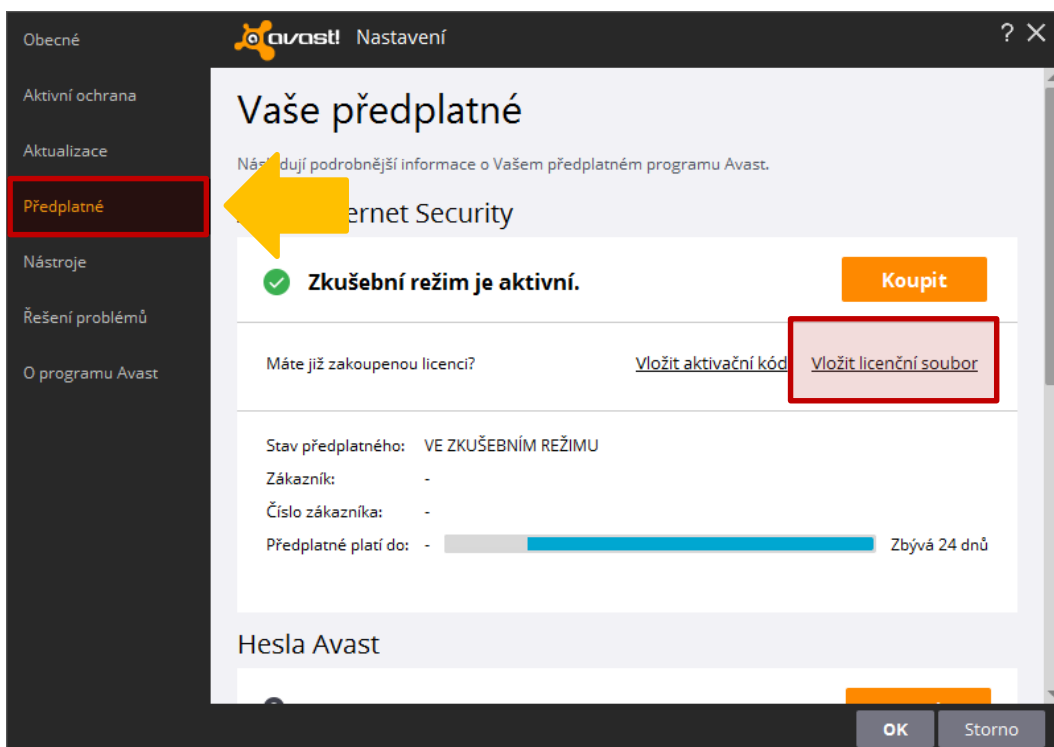 Obecné
Aktivní ochrana
Aktualizace
Předplatné
Nástroje
Řešení problémů
O programu Avast
avast! Nastavení
? 
Vaše předplatné
Následují podrobnější informace o Vašem předplatném programu Avast.
ernet Security
Zkušební režim je aktivní.
Koupit
Máte již zakoupenou licenci?
Vložit aktivační kód
Vložit licenční soubor
Stav předplatného: VE ZKUŠEBNÍM REŽIMU
Zákazník: -
Číslo zákazníka: -
Předplatné platí do: -
Zbývá 24 dnů
Hesla Avast
OK
Storno